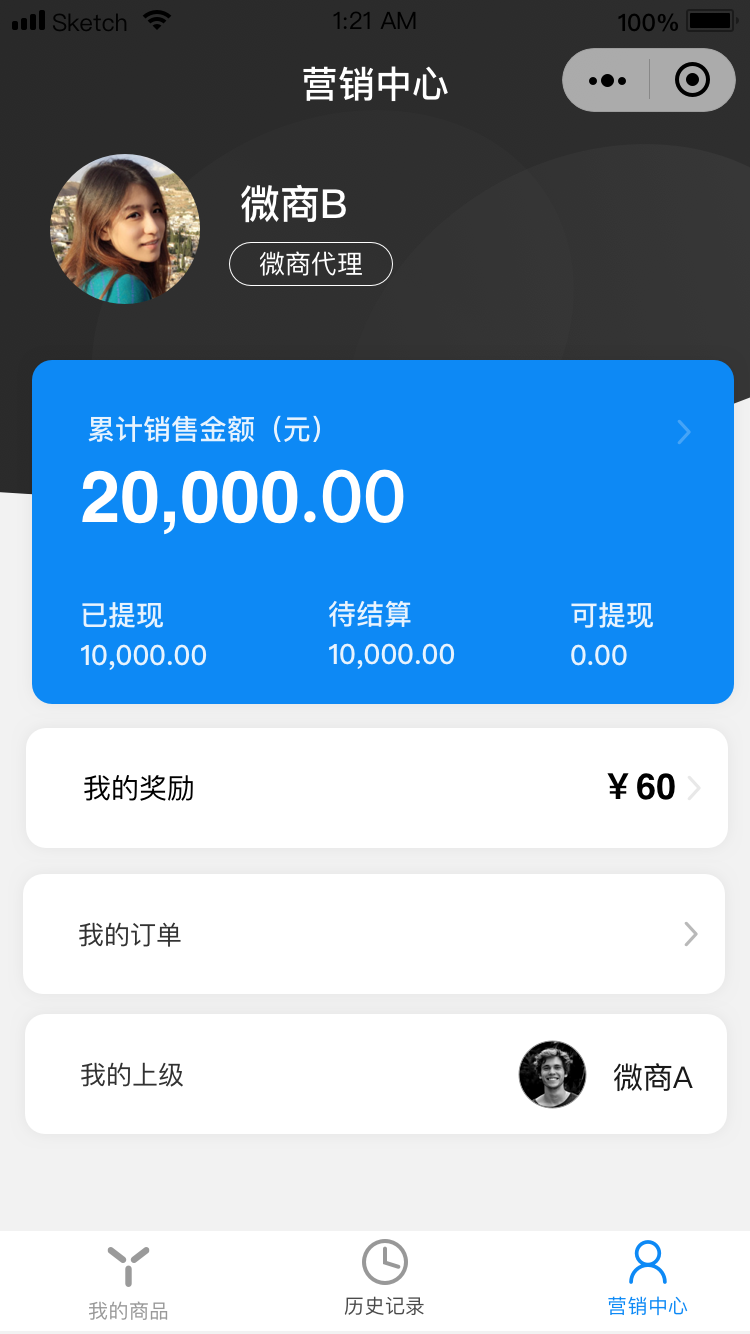 Sketch 1:21 AM 100%
营销中心
微商B
微商代理
累计销售金额（元）
20,000.00
已提现 待结算 可提现
10,000.00 10,000.00 0.00
我的奖励 ¥ 60
我的订单
我的上级 微商A
我的商品 历史记录 营销中心